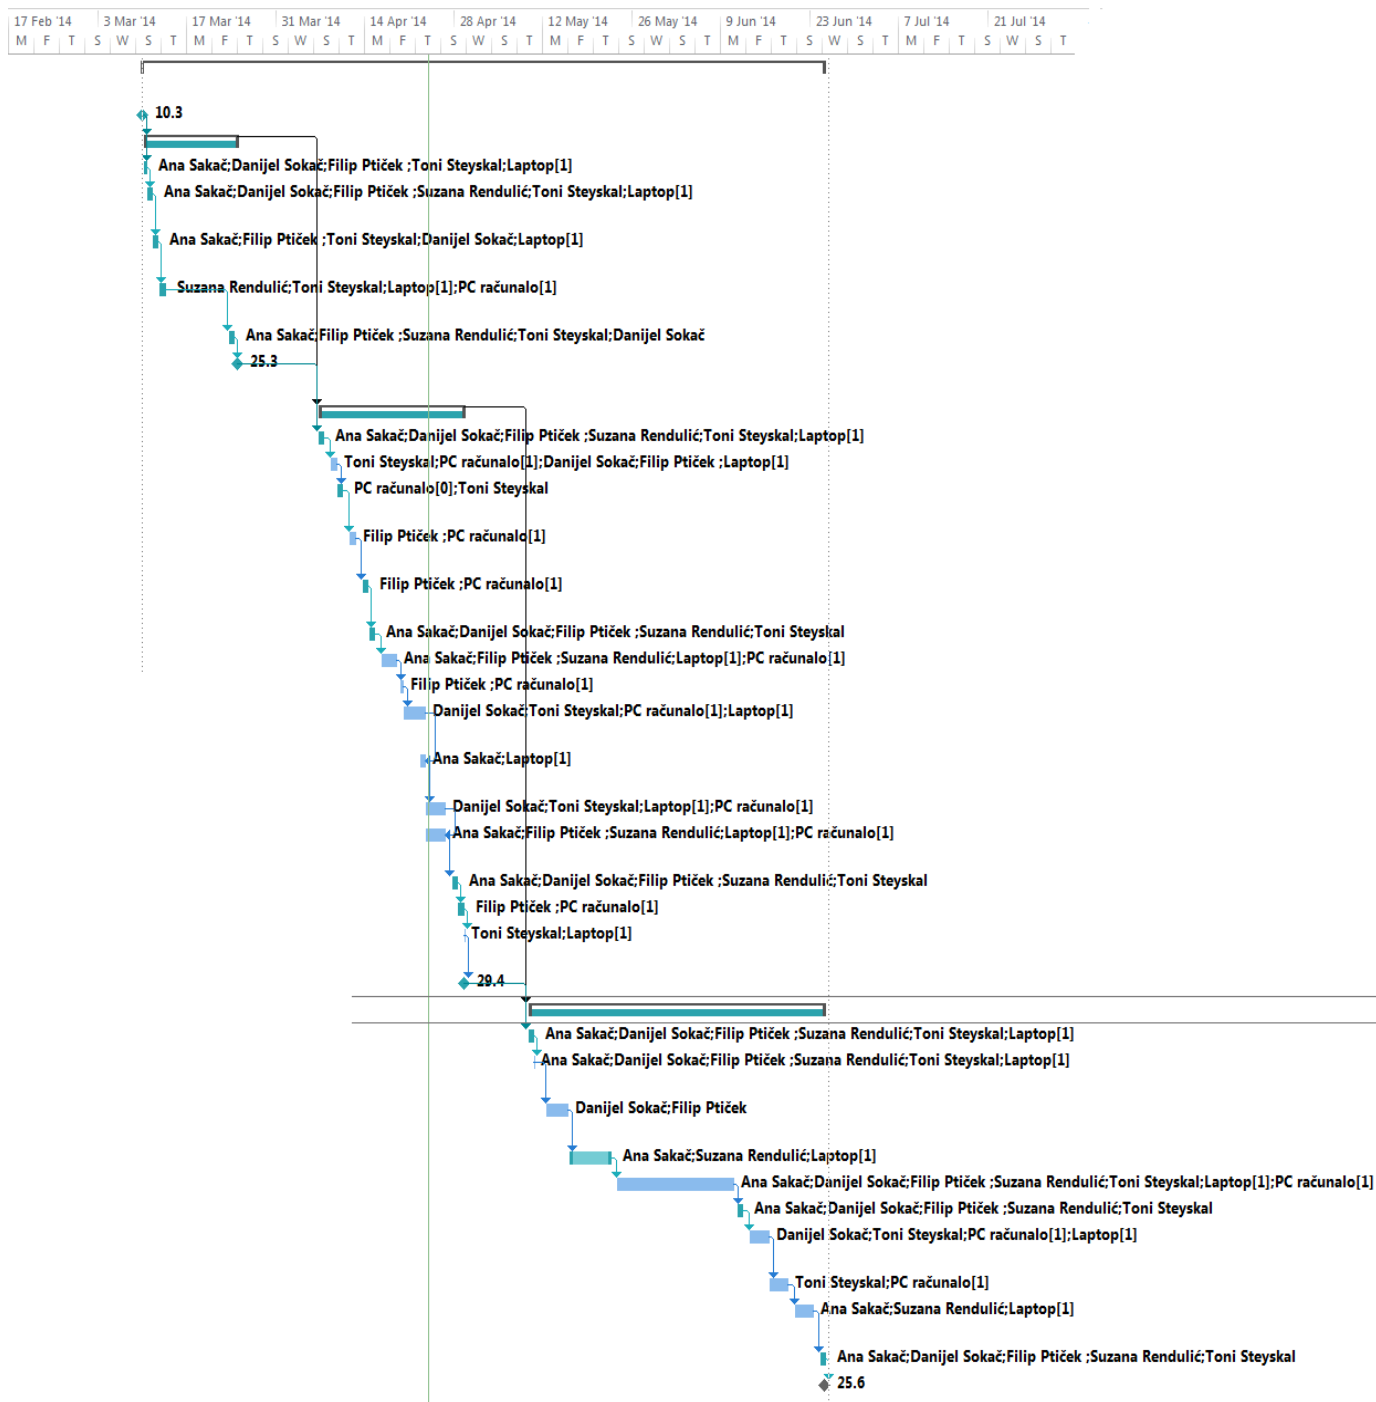 17 Feb '14 3 Mar '14 17 Mar '14 31 Mar '14 14 Apr '14 28 Apr '14 12 May '14 26 May '14 9 Jun '14 23 Jun '14 7 Jul '14 21 Jul '14
M F T S W S T M F T S W S T M F T S W S T M F T S W S T M F T S W S T M F T S W S T
10.3
Ana Sakač;Danijel Sokač;Filip Ptiček ;Toni Steyskal;Laptop[1]
Ana Sakač;Danijel Sokač;Filip Ptiček ;Suzana Rendulić;Toni Steyskal;Laptop[1]
Ana Sakač;Filip Ptiček ;Toni Steyskal;Danijel Sokač;Laptop[1]
Suzana Rendulić;Toni Steyskal;Laptop[1];PC računalo[1]
Ana Sakač;Filip Ptiček ;Suzana Rendulić;Toni Steyskal;Danijel Sokač
25.3
Ana Sakač;Danijel Sokač;Filip Ptiček ;Suzana Rendulić;Toni Steyskal;Laptop[1]
Toni Steyskal;PC računalo[1];Danijel Sokač;Filip Ptiček ;Laptop[1]
PC računalo[0];Toni Steyskal
Filip Ptiček ;PC računalo[1]
Filip Ptiček ;PC računalo[1]
Ana Sakač;Danijel Sokač;Filip Ptiček ;Suzana Rendulić;Toni Steyskal
Ana Sakač;Filip Ptiček ;Suzana Rendulić;Laptop[1];PC računalo[1]
Filip Ptiček ;PC računalo[1]
Danijel Sokač;Toni Steyskal;PC računalo[1];Laptop[1]
Ana Sakač;Laptop[1]
Danijel Sokač;Toni Steyskal;Laptop[1];PC računalo[1]
Ana Sakač;Filip Ptiček ;Suzana Rendulić;Laptop[1];PC računalo[1]
Ana Sakač;Danijel Sokač;Filip Ptiček ;Suzana Rendulić;Toni Steyskal
Filip Ptiček ;PC računalo[1]
Toni Steyskal;Laptop[1]
29.4
Ana Sakač;Danijel Sokač;Filip Ptiček ;Suzana Rendulić;Toni Steyskal;Laptop[1]
Ana Sakač;Danijel Sokač;Filip Ptiček ;Suzana Rendulić;Toni Steyskal;Laptop[1]
Danijel Sokač;Filip Ptiček
Ana Sakač;Suzana Rendulić;Laptop[1]
Ana Sakač;Danijel Sokač;Filip Ptiček ;Suzana Rendulić;Toni Steyskal;Laptop[1];PC računalo[1]
Ana Sakač;Danijel Sokač;Filip Ptiček ;Suzana Rendulić;Toni Steyskal
Danijel Sokač;Toni Steyskal;PC računalo[1];Laptop[1]
Toni Steyskal;PC računalo[1]
Ana Sakač;Suzana Rendulić;Laptop[1]
Ana Sakač;Danijel Sokač;Filip Ptiček ;Suzana Rendulić;Toni Steyskal
25.6